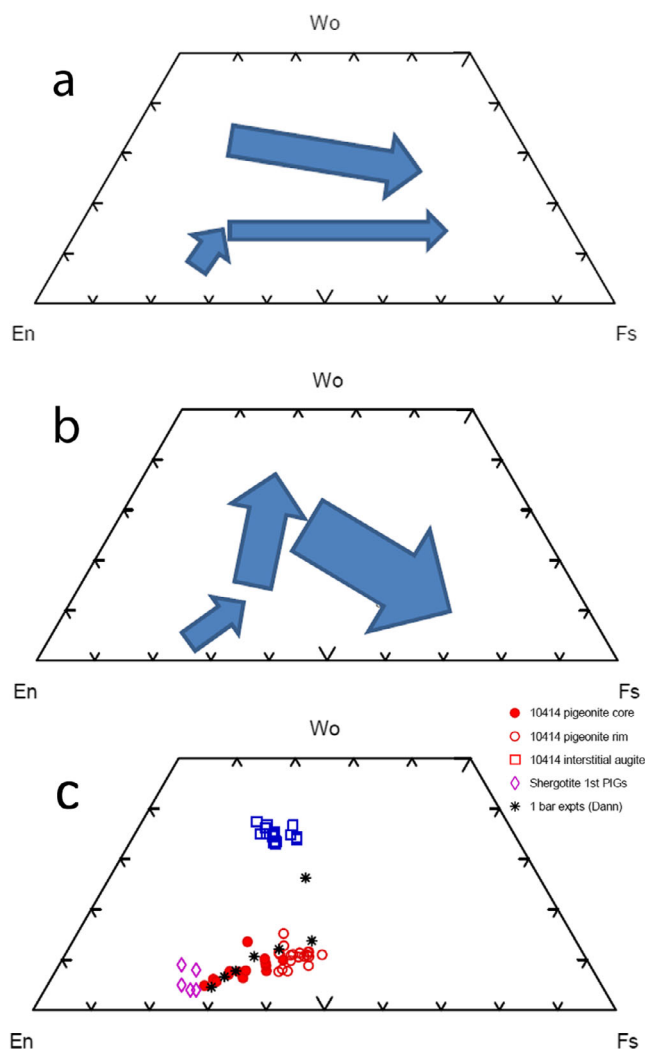 Wo
a
En
Fs
Wo
b
En
Fs
10414 pigeonite core
Wo
10414 pigeonite rim
10414 interstitial augite
c
Shergotite 1st PIGs
1 bar expts (Dann)
En
Fs